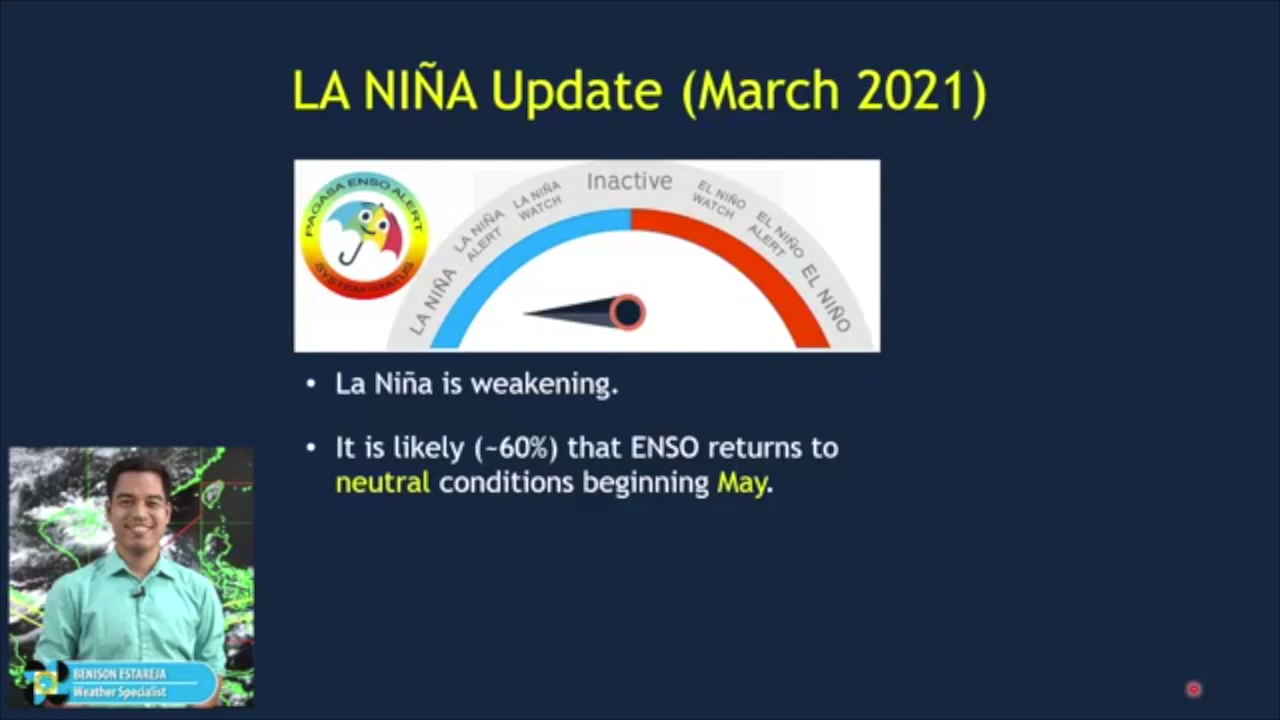 LA NIÑA Update (March 2021)
PAGASA ENSO ALERT
SYSTEM STATUS
LA NIÑA
LA NIÑA
ALERT
LA NIÑA
WATCH
Inactive
EL NIÑO
WATCH
EL NIÑO
ALERT
EL NIÑO
• La Niña is weakening.
• It is likely (~60%) that ENSO returns to
neutral conditions beginning May.
BENISON ESTAREJA
Weather Specialist